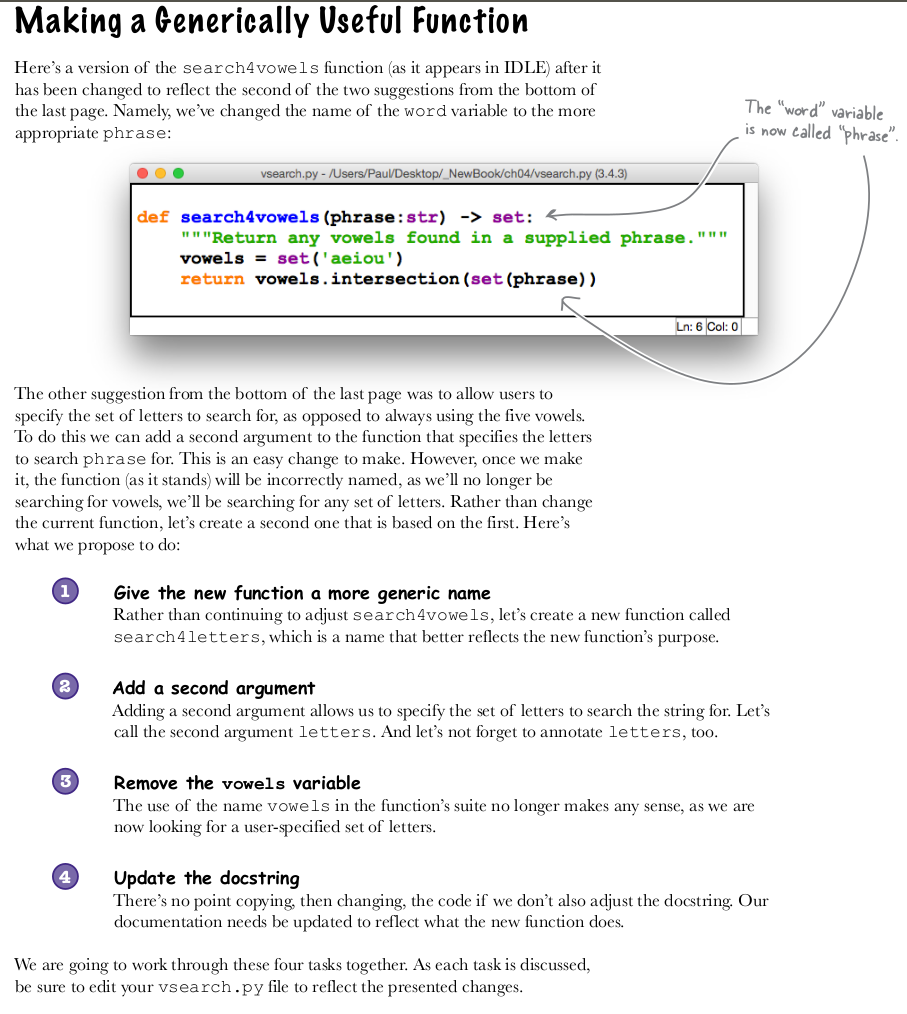 Making a Generically Useful Function
Here's a version of the search4vowels function (as it appears in IDLE) after it
has been changed to reflect the second of the two suggestions from the bottom of
the last page. Namely, we've changed the name of the word variable to the more
appropriate phrase:
The "word" variable
is now called "phrase".
vsearch.py - /Users/Paul/Desktop/_NewBook/ch04/vsearch.py (3.4.3)
def search4vowels(phrase:str) -> set:
    """Return any vowels found in a supplied phrase."""
    vowels = set('aeiou')
    return vowels.intersection(set(phrase))
Ln: 6 Col: 0
The other suggestion from the bottom of the last page was to allow users to
specify the set of letters to search for, as opposed to always using the five vowels.
To do this we can add a second argument to the function that specifies the letters
to search phrase for. This is an easy change to make. However, once we make
it, the function (as it stands) will be incorrectly named, as we'll no longer be
searching for vowels, we'll be searching for any set of letters. Rather than change
the current function, let's create a second one that is based on the first. Here's
what we propose to do:
1 Give the new function a more generic name
Rather than continuing to adjust search4vowels, let's create a new function called
search4letters, which is a name that better reflects the new function's purpose.
2 Add a second argument
Adding a second argument allows us to specify the set of letters to search the string for. Let's
call the second argument letters. And let's not forget to annotate letters, too.
3 Remove the vowels variable
The use of the name vowels in the function's suite no longer makes any sense, as we are
now looking for a user-specified set of letters.
4 Update the docstring
There's no point copying, then changing, the code if we don't also adjust the docstring. Our
documentation needs be updated to reflect what the new function does.
We are going to work through these four tasks together. As each task is discussed,
be sure to edit your vsearch.py file to reflect the presented changes.